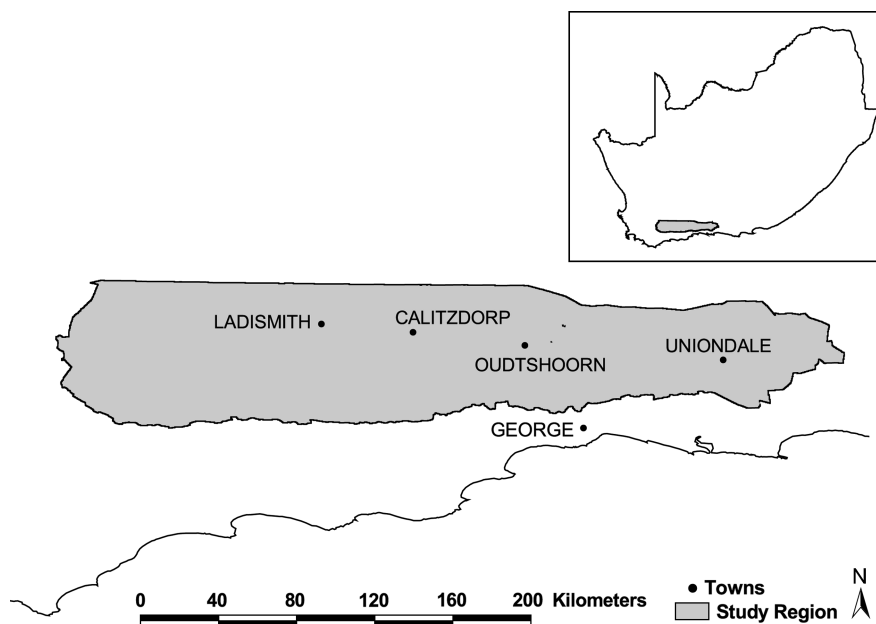 LADISMITH
CALITZDORP
OUDTSHOORN
UNIONDALE
GEORGE
0 40 80 120 160 200 Kilometers
Towns
Study Region
N